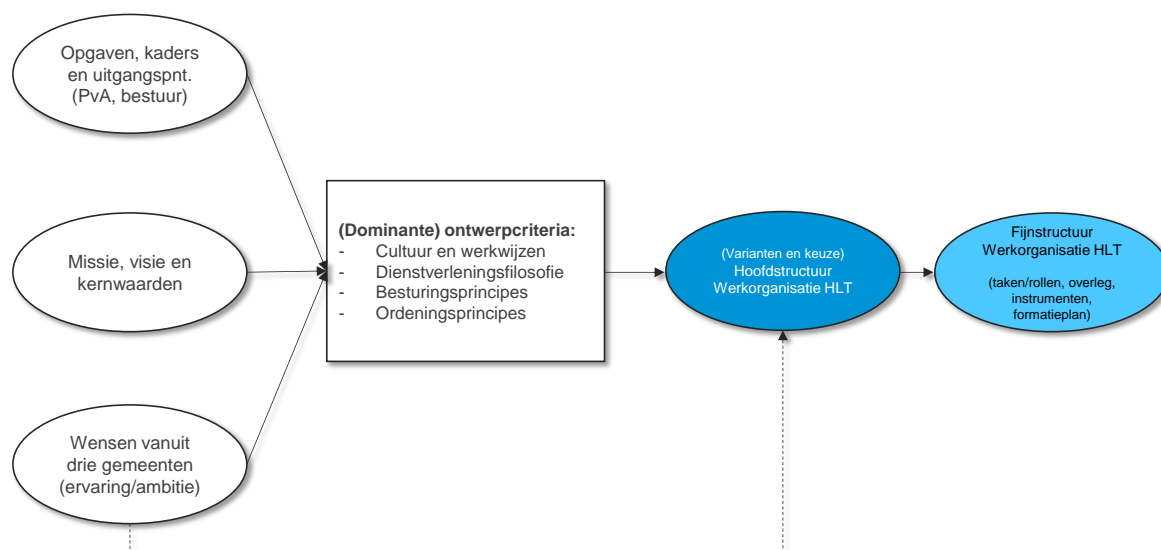 Opgaven, kaders
en uitgangspnt.
(PvA, bestuur)
Missie, visie en
kernwaarden
Wensen vanuit
drie gemeenten
(ervaring/ambitie)
(Dominante) ontwerpcriteria:
- Cultuur en werkwijzen
- Dienstverleningsfilosofie
- Besturingsprincipes
- Ordeningsprincipes
(Varianten en keuze)
Hoofdstructuur
Werkorganisatie HLT
Fijnstructuur
Werkorganisatie HLT
(taken/rollen, overleg,
instrumenten,
formatieplan)